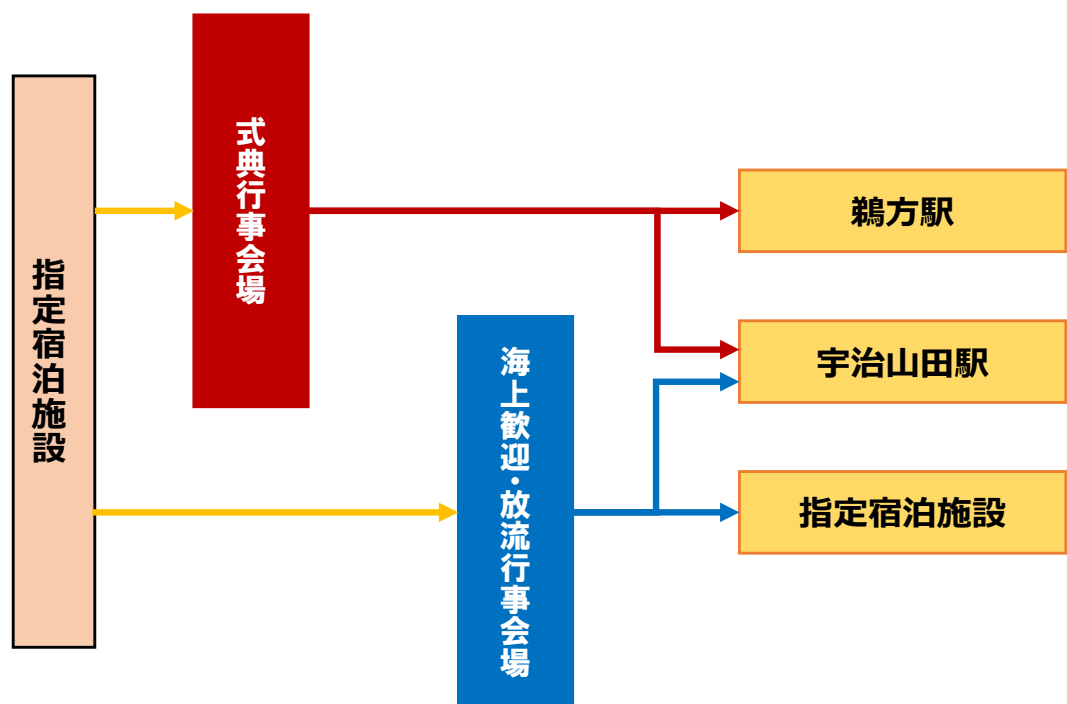 指定宿泊施設
式典行事会場
海上歓迎・放流行事会場
鵜方駅
宇治山田駅
指定宿泊施設